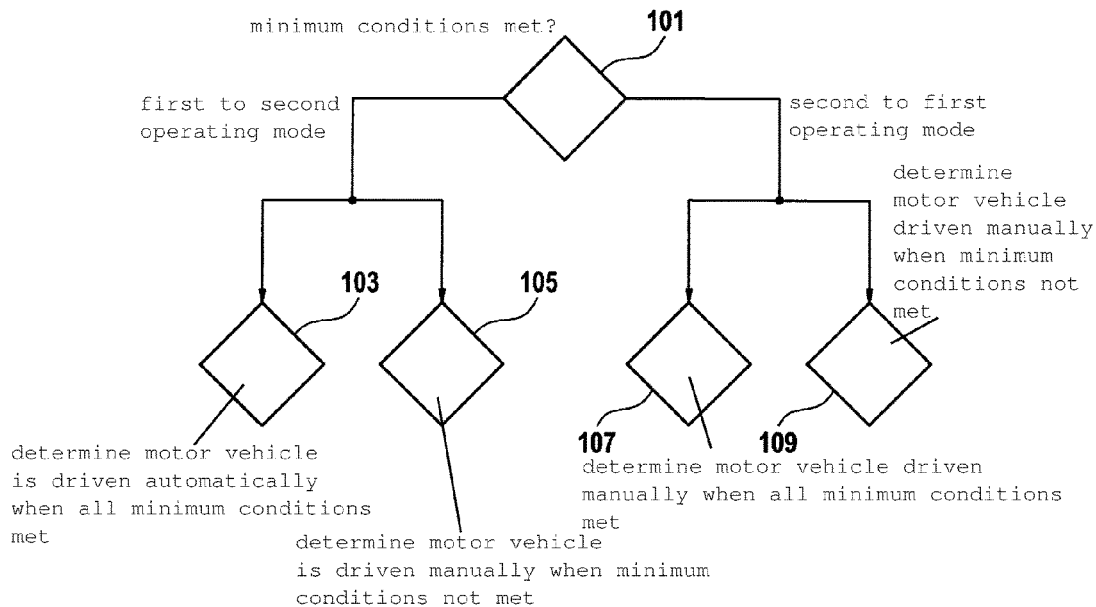 minimum conditions met?
101
first to second
operating mode
second to first
operating mode
determine
motor vehicle
driven manually
when minimum
conditions not
met
103
105
107
109
determine motor vehicle
is driven automatically
when all minimum conditions
met
determine motor vehicle
is driven manually when minimum
conditions not met
determine motor vehicle driven
manually when all minimum conditions
met